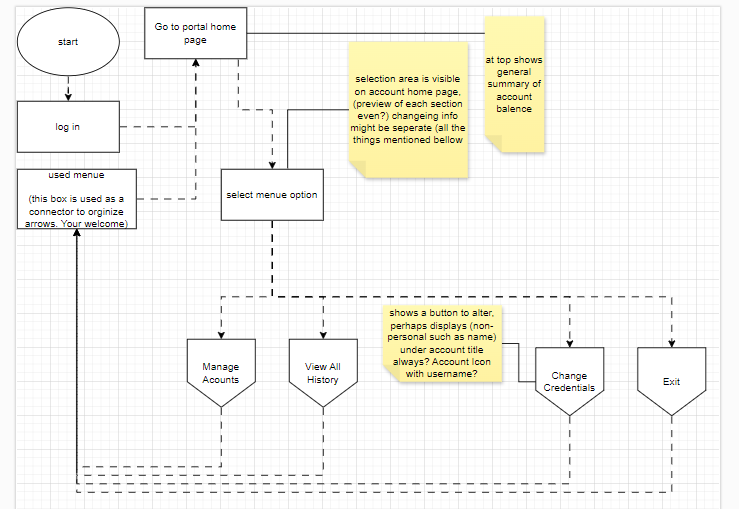 start
Go to portal home
page
at top shows
general
summary of
account
balence
selection area is visible
on account home page,
(preview of each section
even?) changeing info
might be seperate (all the
things mentioned bellow
log in
used menue
(this box is used as a
connector to orginize
arrows. Your welcome)
select menue option
shows a button to alter,
perhaps displays (non-
personal such as name)
under account title
always? Account Icon
with username?
Manage
Acounts
View All
History
Change
Credentials
Exit